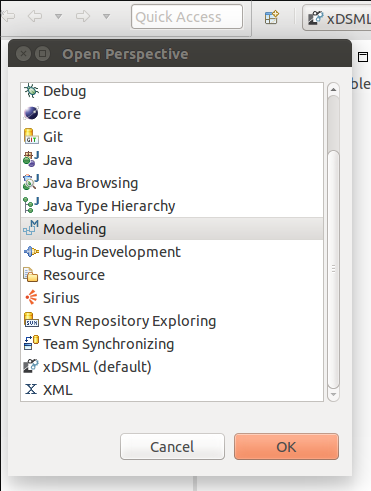 Quick Access
xDSML
Open Perspective
Debug
Ecore
Git
Java
Java Browsing
Java Type Hierarchy
Modeling
Plug-in Development
Resource
Sirius
SVN Repository Exploring
Team Synchronizing
xDSML (default)
XML
Cancel
OK